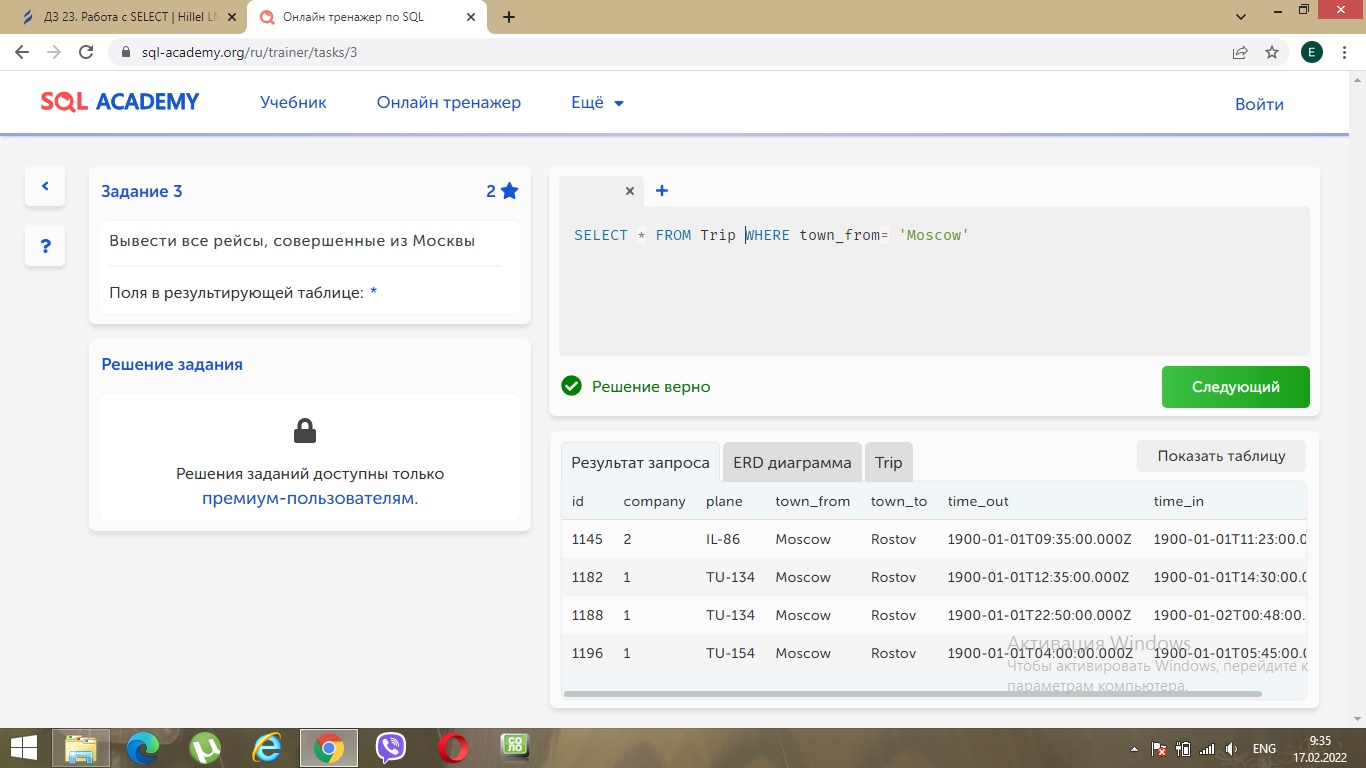 ДЗ 23. Работа с SELECT | Hillel LM
Онлайн тренажер по SQL
sql-academy.org/ru/trainer/tasks/3
E
SQL ACADEMY
Учебник
Онлайн тренажер
Ещё
Войти
Задание 3
2
Вывести все рейсы, совершенные из Москвы
Поля в результирующей таблице: *
?
Решение задания
Решения заданий доступны только
премиум-пользователям.
SELECT * FROM Trip WHERE town_from= 'Moscow'
Решение верно
Следующий
Результат запроса
ERD диаграмма
Trip
Показать таблицу
id company plane town_from town_to time_out time_in
1145 2 IL-86 Moscow Rostov 1900-01-01T09:35:00.000Z 1900-01-01T11:23:00.0
1182 1 TU-134 Moscow Rostov 1900-01-01T12:35:00.000Z 1900-01-01T14:30:00.0
1188 1 TU-134 Moscow Rostov 1900-01-01T22:50:00.000Z 1900-01-02T00:48:00.
1196 1 TU-154 Moscow Rostov 1900-01-01T04:00:00.000Z 1900-01-01T05:45:00.0
Активация Windows
Чтобы активировать Windows, перейдите к
параметрам компьютера.
СО
ЛО
ENG
9:35
17.02.2022